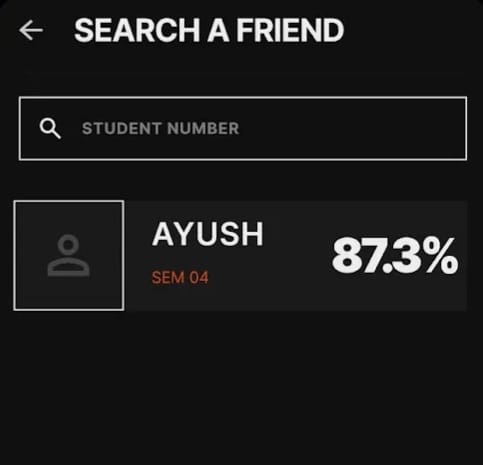 SEARCH A FRIEND
STUDENT NUMBER
AYUSH
SEM 04
87.3%